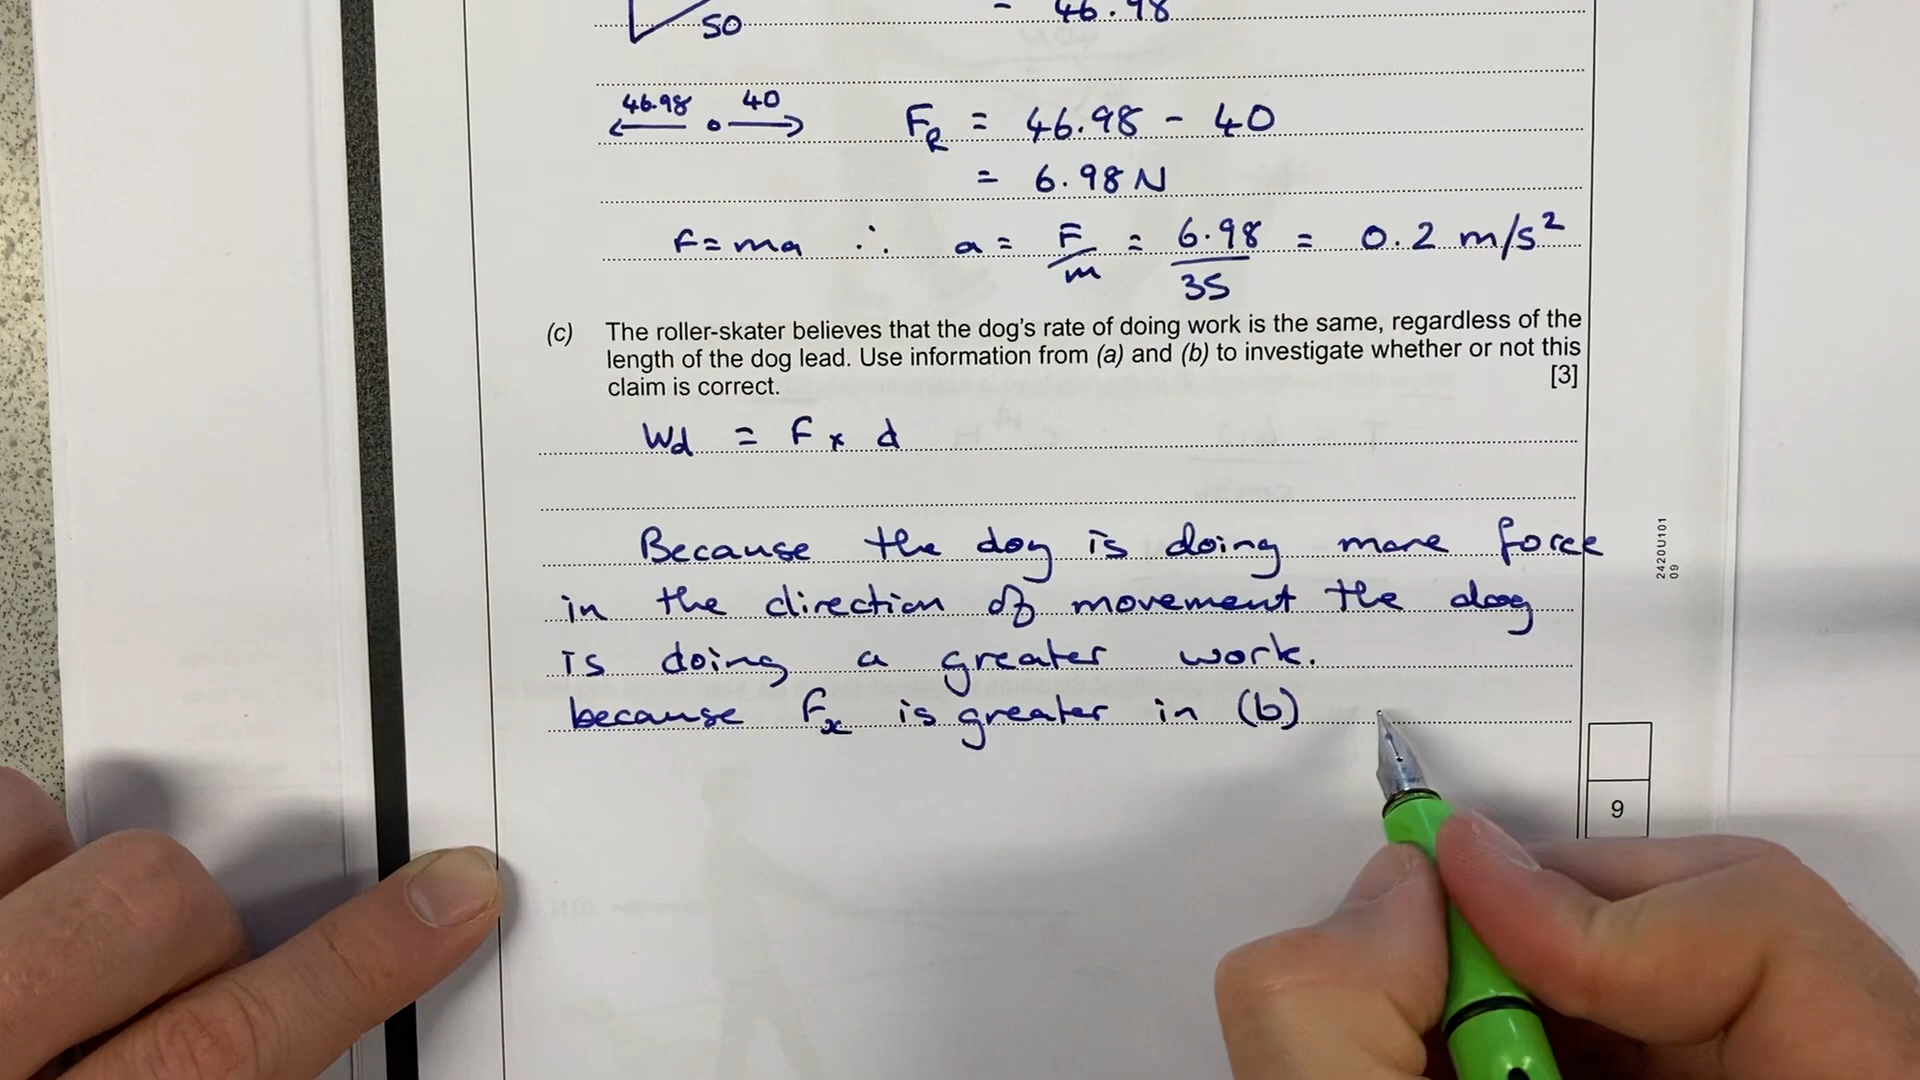 50
= 46.98
46.98 40 FR = 46.98 - 40
= 6.98 N
F = ma ∴ a = F/m = 6.98/35 = 0.2 m/s²
(c) The roller-skater believes that the dog's rate of doing work is the same, regardless of the
length of the dog lead. Use information from (a) and (b) to investigate whether or not this
claim is correct. [3]
Wd = F x d
Because the dog is doing more force
in the direction of movement the dog
is doing a greater work.
because Fx is greater in (b)
2420U101
09
9